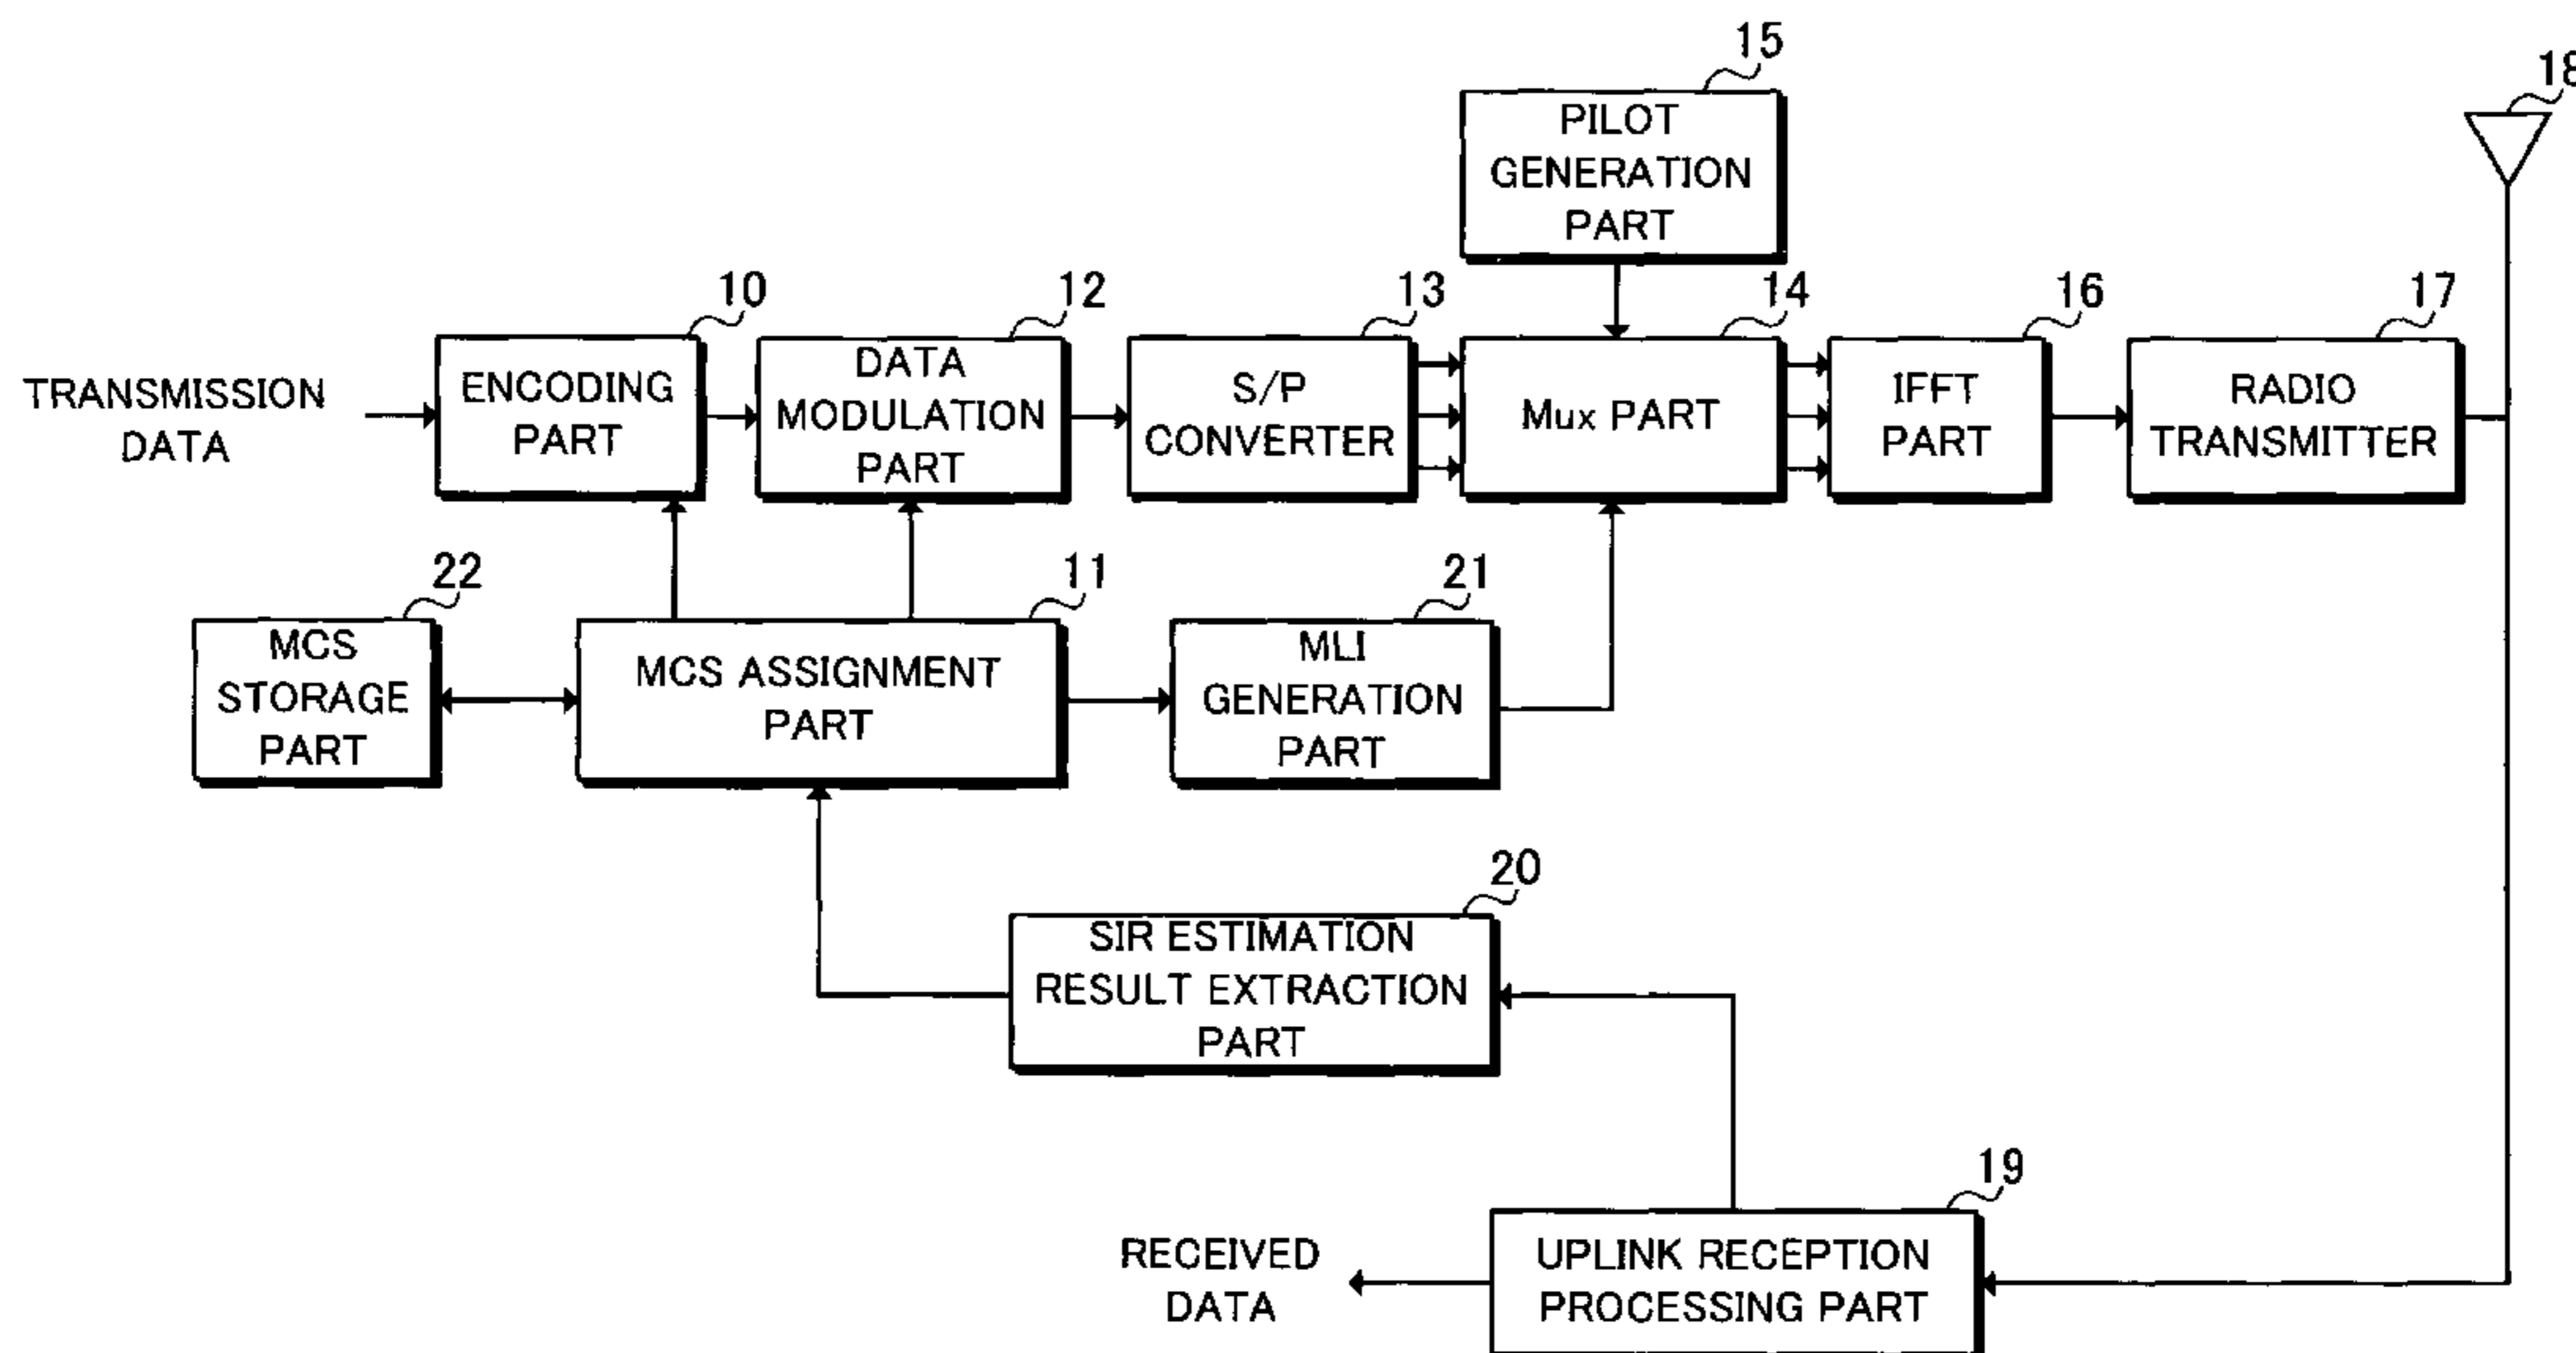 15
18
PILOT
GENERATION
PART
10
12
13
14
16
17
TRANSMISSION
DATA
ENCODING
PART
DATA
MODULATION
PART
S/P
CONVERTER
Mux PART
IFFT
PART
RADIO
TRANSMITTER
22
11
21
MCS
STORAGE
PART
MCS ASSIGNMENT
PART
MLI
GENERATION
PART
20
SIR ESTIMATION
RESULT EXTRACTION
PART
19
RECEIVED
DATA
UPLINK RECEPTION
PROCESSING PART